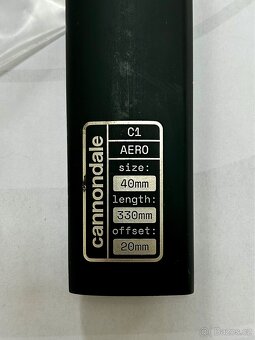 cannondale
C1
AERO
size:
40mm
length:
330mm
offset:
20mm